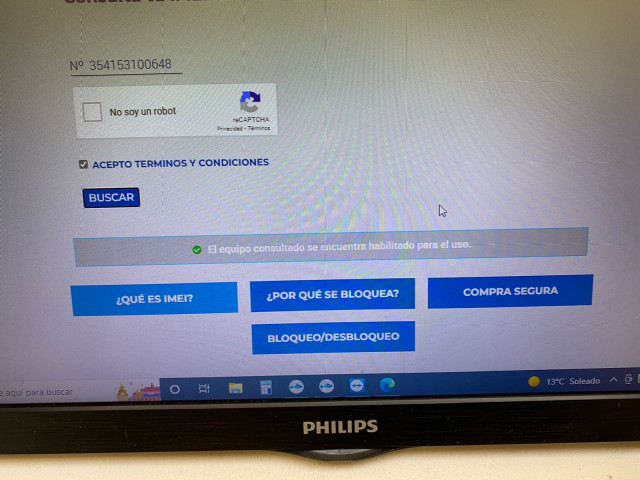 Nº 354153100648
No soy un robot
reCAPTCHA
Privacidad - Términos
ACEPTO TERMINOS Y CONDICIONES
BUSCAR
El equipo consultado se encuentra habilitado para el uso.
¿QUÉ ES IMEI?
¿POR QUÉ SE BLOQUEA?
COMPRA SEGURA
BLOQUEO/DESBLOQUEO
aquí para buscar
13°C Soleado
PHILIPS